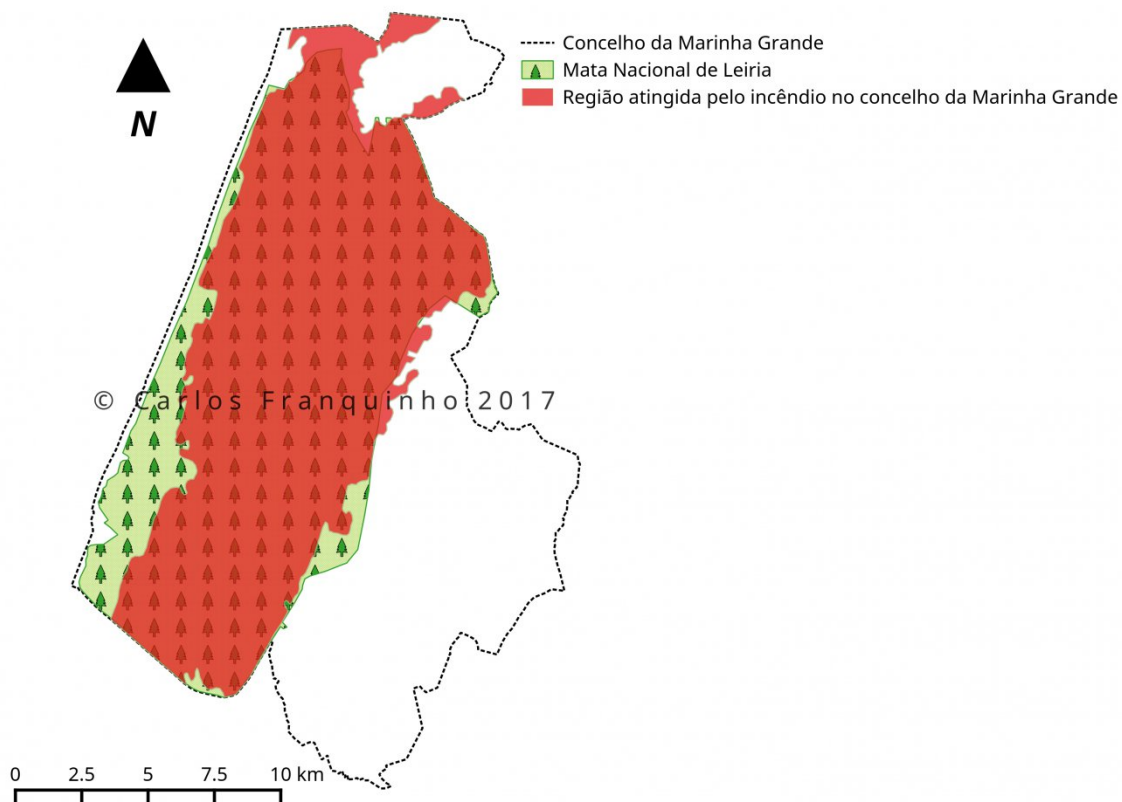 Concelho da Marinha Grande
Mata Nacional de Leiria
Região atingida pelo incêndio no concelho da Marinha Grande
N
© Carlos Franquinho 2017
0 2.5 5 7.5 10 km